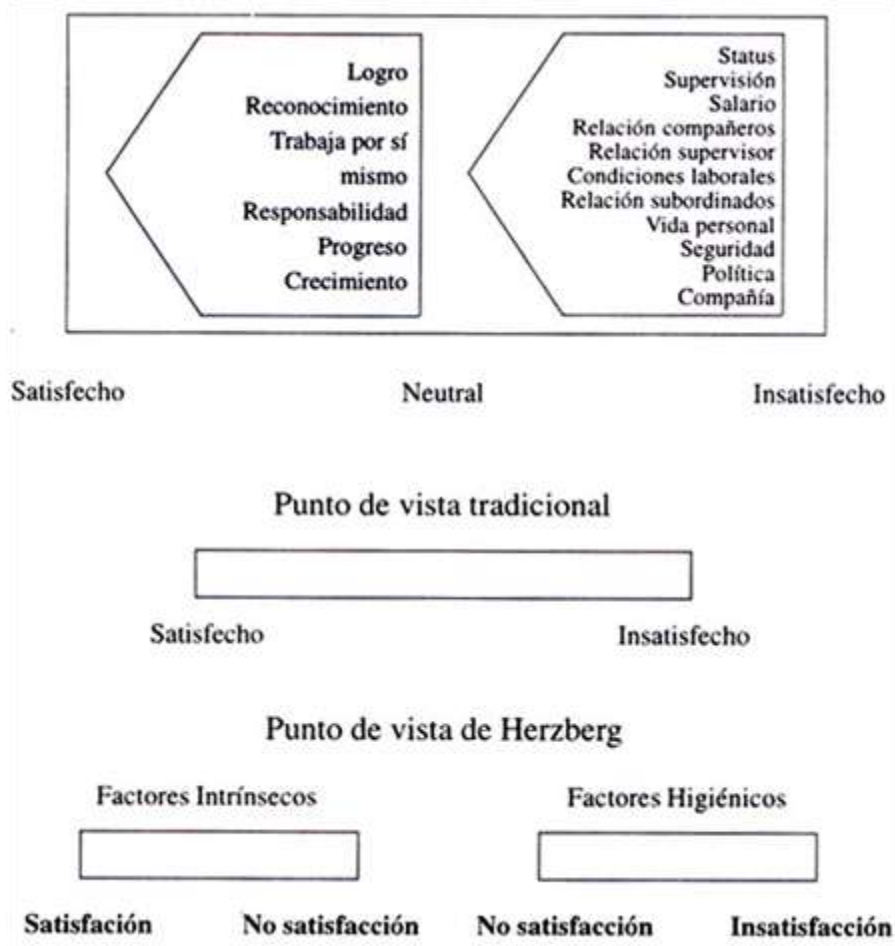 Logro
Reconocimiento
Trabaja por sí
mismo
Responsabilidad
Progreso
Crecimiento
Status
Supervisión
Salario
Relación compañeros
Relación supervisor
Condiciones laborales
Relación subordinados
Vida personal
Seguridad
Política
Compañía
Satisfecho Neutral Insatisfecho
Punto de vista tradicional
Satisfecho Insatisfecho
Punto de vista de Herzberg
Factores Intrínsecos Factores Higiénicos
Satisfación No satisfacción No satisfacción Insatisfacción